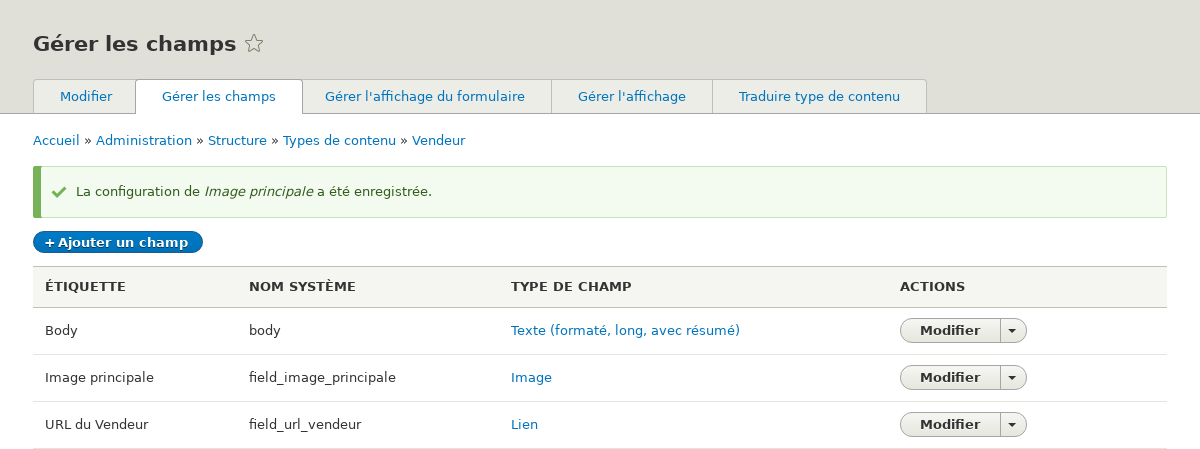 Gérer les champs
Modifier Gérer les champs Gérer l'affichage du formulaire Gérer l'affichage Traduire type de contenu
Accueil » Administration » Structure » Types de contenu » Vendeur
La configuration de Image principale a été enregistrée.
+ Ajouter un champ
ÉTIQUETTE NOM SYSTÈME TYPE DE CHAMP ACTIONS
Body body Texte (formaté, long, avec résumé) Modifier
Image principale field_image_principale Image Modifier
URL du Vendeur field_url_vendeur Lien Modifier